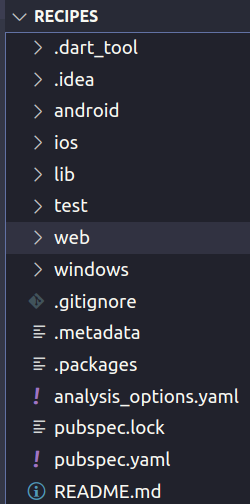 RECIPES
.dart_tool
.idea
android
ios
lib
test
web
windows
.gitignore
.metadata
.packages
analysis_options.yaml
pubspec.lock
pubspec.yaml
README.md